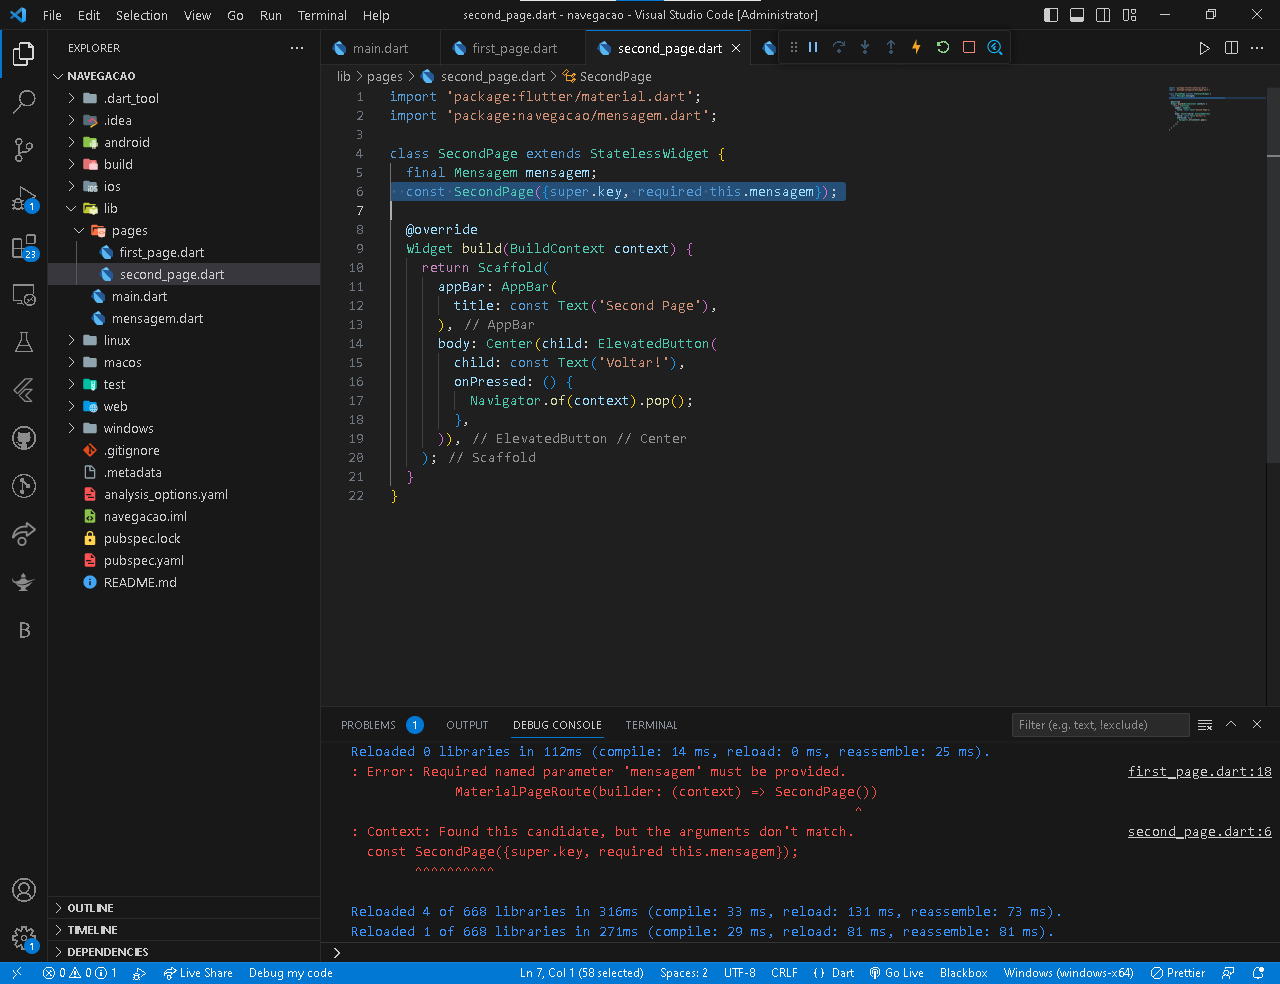 File Edit Selection View Go Run Terminal Help
second_page.dart - navegacao - Visual Studio Code [Administrator]
EXPLORER
NAVEGACAO
.dart_tool
.idea
android
build
ios
lib
pages
first_page.dart
second_page.dart
main.dart
mensagem.dart
linux
macos
test
web
windows
.gitignore
.metadata
analysis_options.yaml
navegacao.iml
pubspec.lock
pubspec.yaml
README.md
OUTLINE
TIMELINE
DEPENDENCIES
1
23
1
main.dart first_page.dart second_page.dart
lib > pages > second_page.dart > SecondPage
1 import 'package:flutter/material.dart';
2 import 'package:navegacao/mensagem.dart';
3
4 class SecondPage extends StatelessWidget {
5 final Mensagem mensagem;
6 const SecondPage({super.key, required this.mensagem});
7
8 @override
9 Widget build(BuildContext context) {
10 return Scaffold(
11 appBar: AppBar(
12 title: const Text('Second Page'),
13 ), // AppBar
14 body: Center(child: ElevatedButton(
15 child: const Text('Voltar!'),
16 onPressed: () {
17 Navigator.of(context).pop();
18 },
19 )), // ElevatedButton // Center
20 ); // Scaffold
21 }
22 }
PROBLEMS 1 OUTPUT DEBUG CONSOLE TERMINAL Filter (e.g. text, !exclude)
Reloaded 0 libraries in 112ms (compile: 14 ms, reload: 0 ms, reassemble: 25 ms).
: Error: Required named parameter 'mensagem' must be provided. first_page.dart:18
MaterialPageRoute(builder: (context) => SecondPage())
^
: Context: Found this candidate, but the arguments don't match. second_page.dart:6
const SecondPage({super.key, required this.mensagem});
^^^^^^^^^^
Reloaded 4 of 668 libraries in 316ms (compile: 33 ms, reload: 131 ms, reassemble: 73 ms).
Reloaded 1 of 668 libraries in 271ms (compile: 29 ms, reload: 81 ms, reassemble: 81 ms).
>
0 0 1 Live Share Debug my code Ln 7, Col 1 (58 selected) Spaces: 2 UTF-8 CRLF {} Dart Go Live Blackbox Windows (windows-x64) Prettier